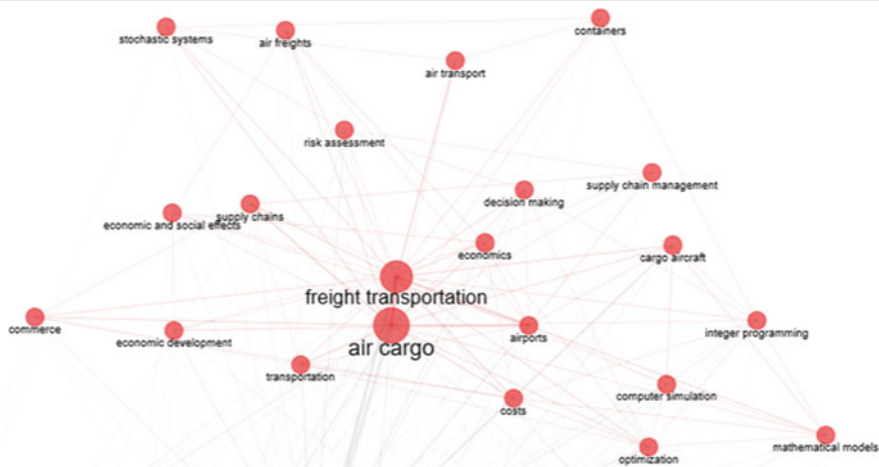 stochastic systems
air freights
containers
air transport
risk assessment
supply chain management
decision making
economic and social effects
supply chains
economics
cargo aircraft
freight transportation
commerce
economic development
air cargo
airports
integer programming
transportation
costs
computer simulation
mathematical models
optimization